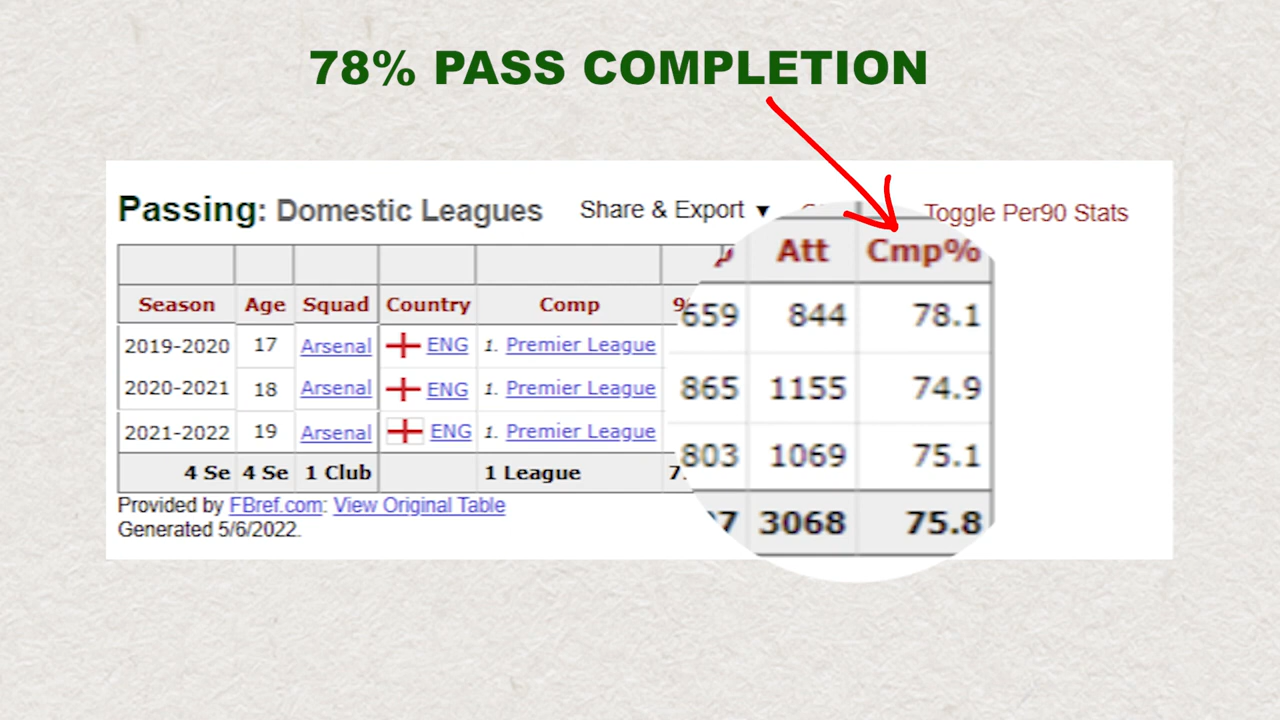 78% PASS COMPLETION
Passing: Domestic Leagues Share & Export ▼ Toggle Per90 Stats
Att Cmp%
Season Age Squad Country Comp
2019-2020 17 Arsenal ENG 1. Premier League 659 844 78.1
2020-2021 18 Arsenal ENG 1. Premier League 865 1155 74.9
2021-2022 19 Arsenal ENG 1. Premier League 803 1069 75.1
4 Se 4 Se 1 Club 1 League 3068 75.8
Provided by FBref.com: View Original Table
Generated 5/6/2022.